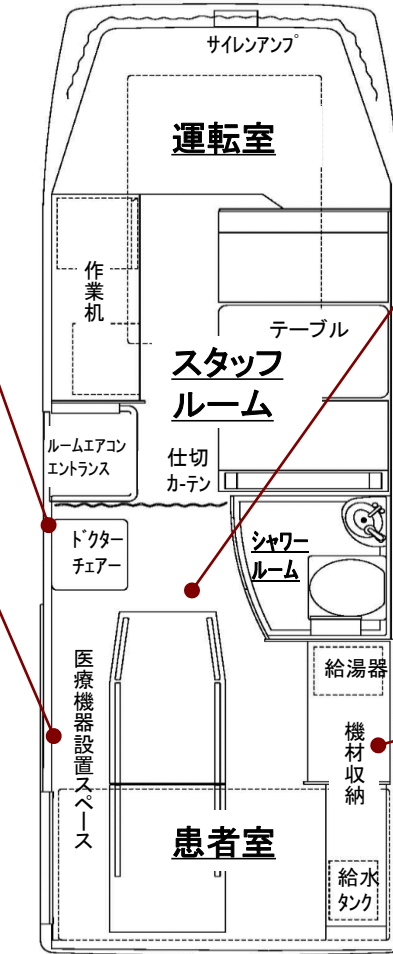 サイレンアンプ
運転室
作業机
テーブル
スタッフ
ルーム
ルームエアコン
エントランス
仕切
カーテン
ドクター
チェアー
シャワー
ルーム
給湯器
医療機器設置スペース
機材収納
患者室
給水
タンク